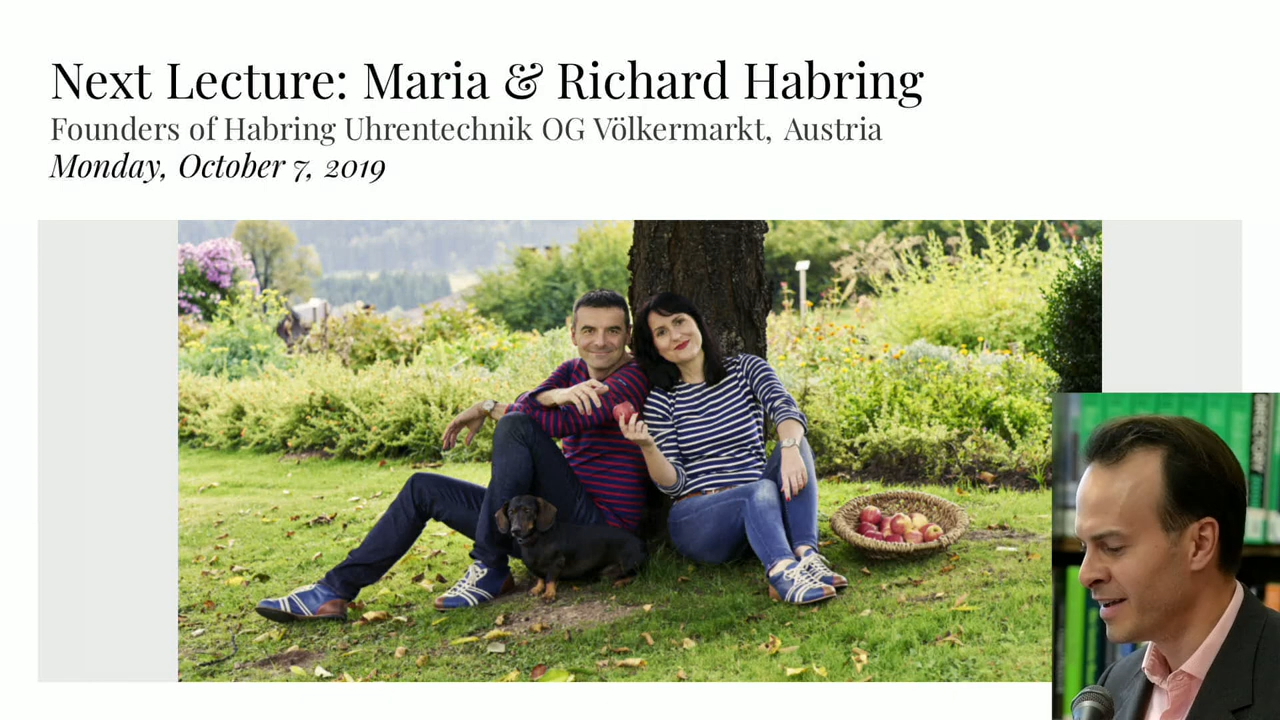 Next Lecture: Maria & Richard Habring
Founders of Habring Uhrentechnik OG Völkermarkt, Austria
Monday, October 7, 2019